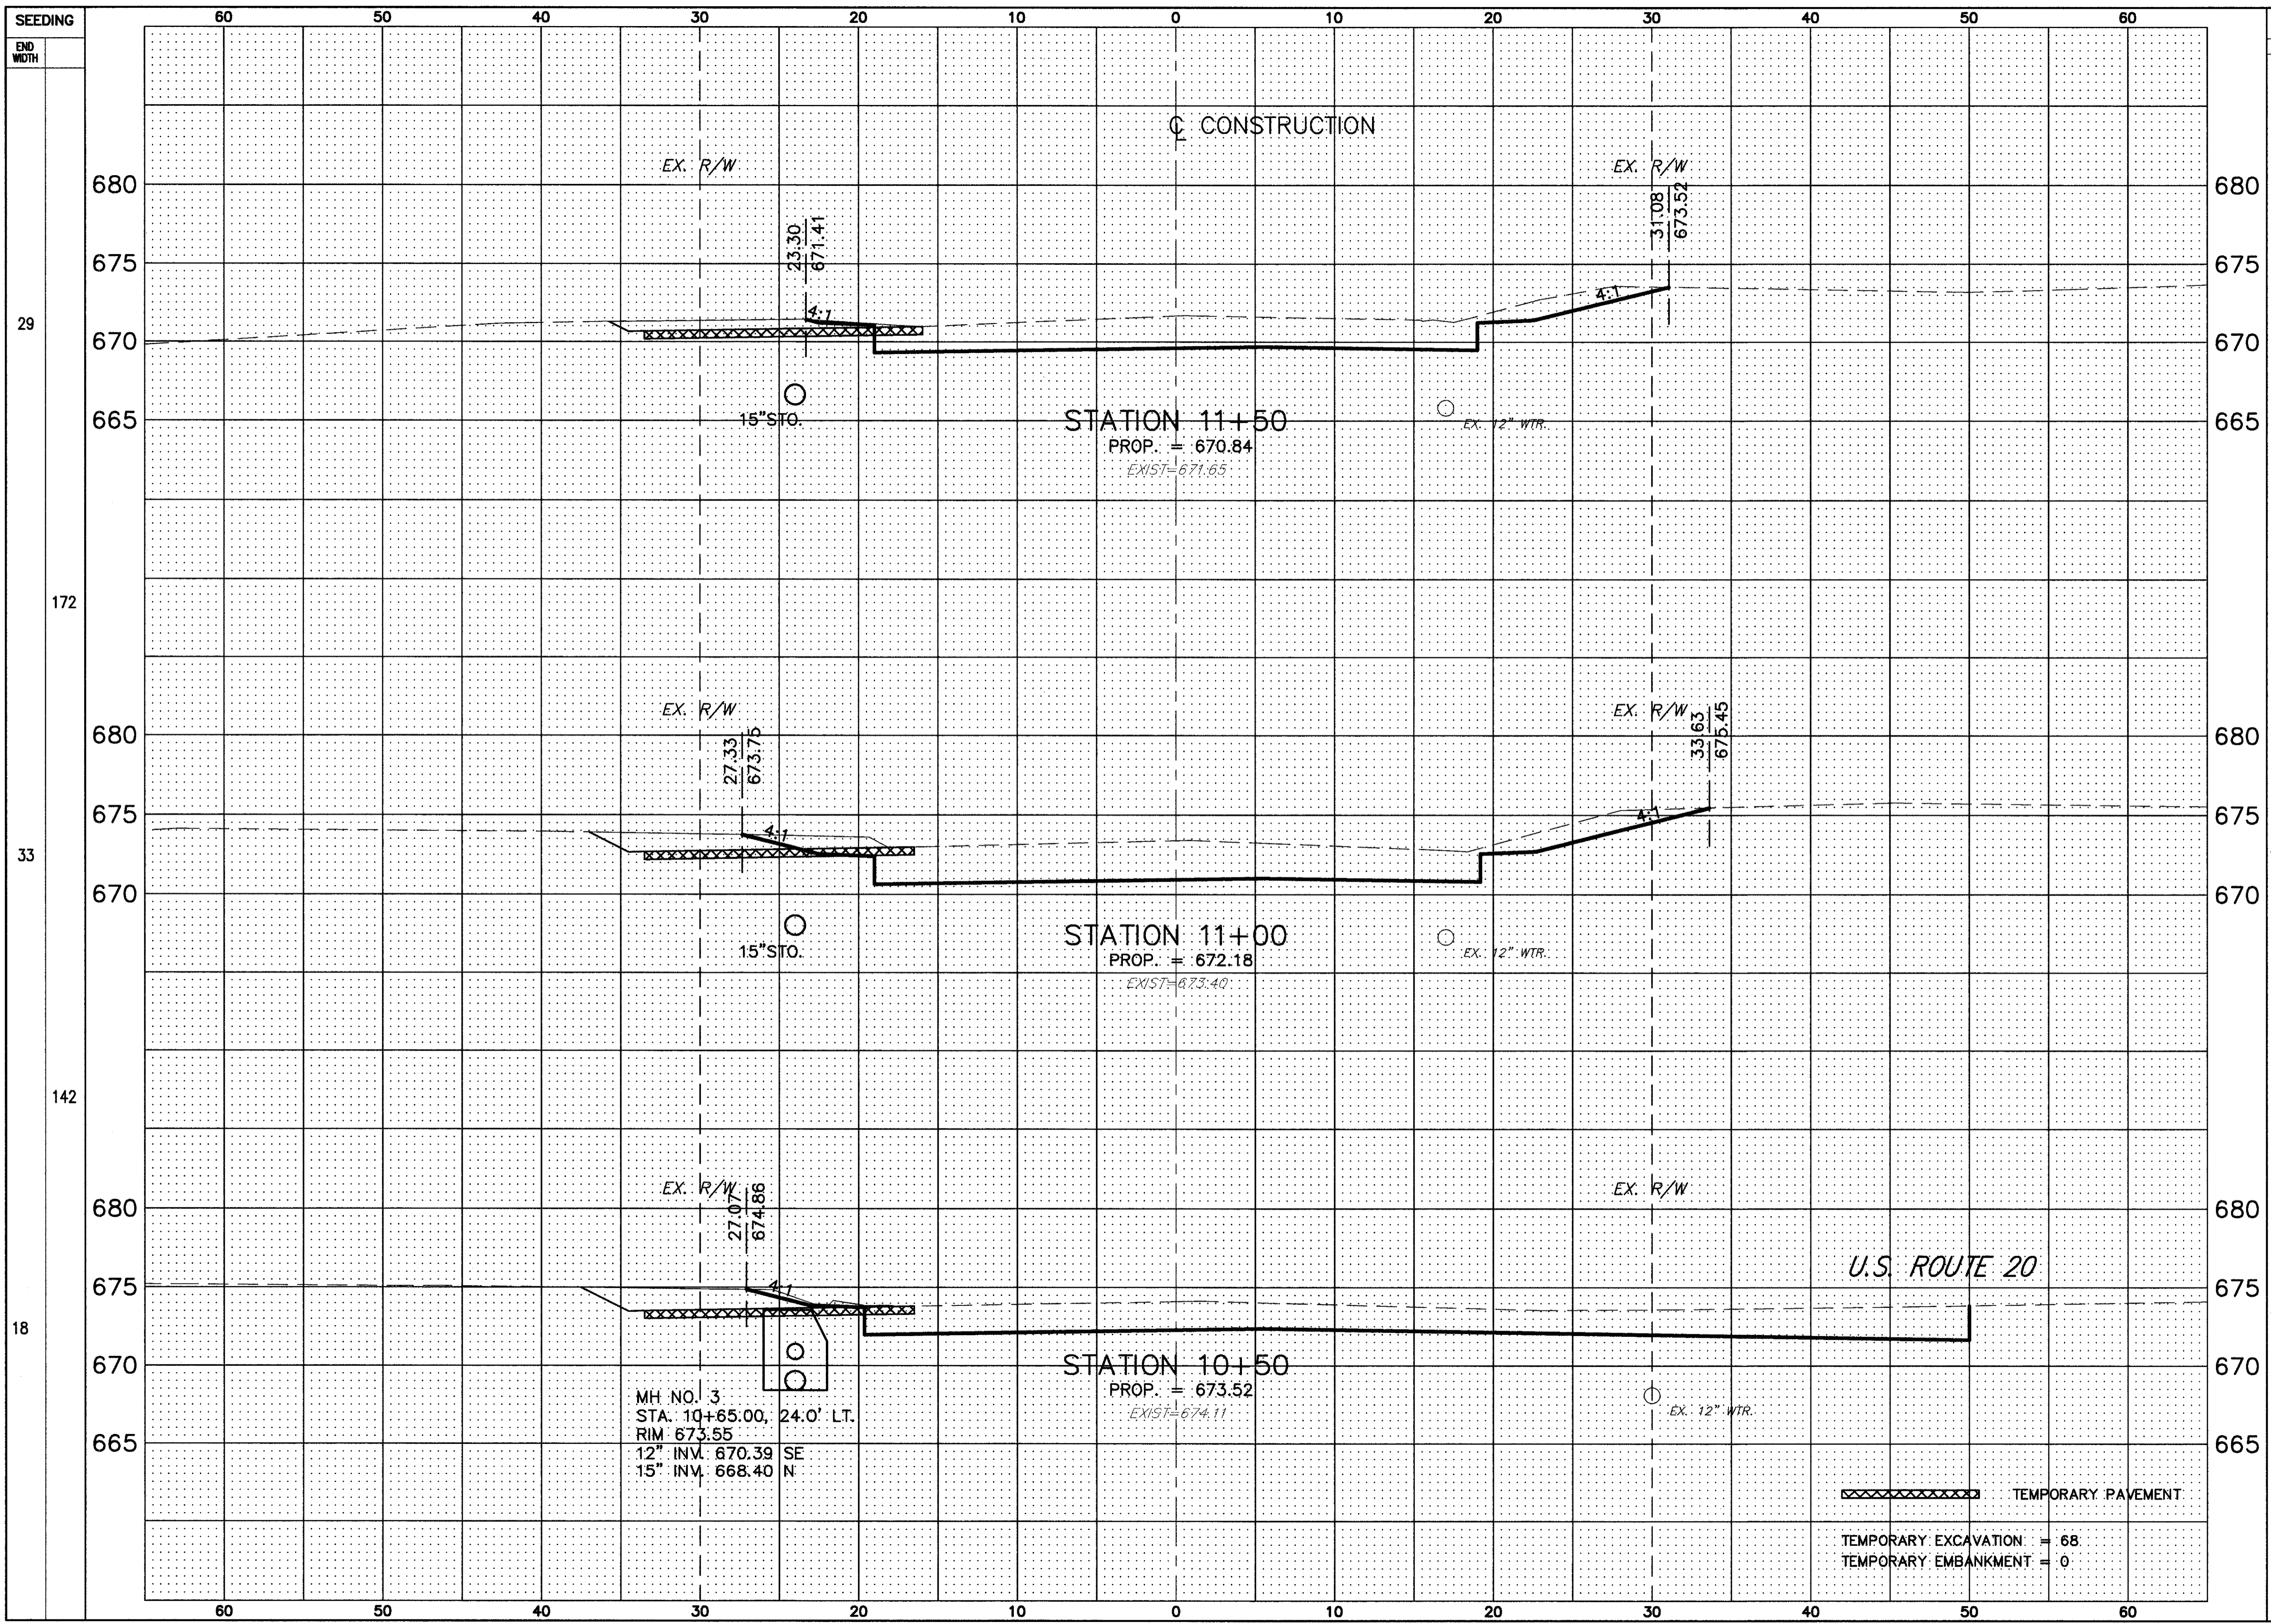 SEEDING
END
WIDTH
60 50 40 30 20 10 0 10 20 30 40 50 60
℄ CONSTRUCTION
EX. R/W
EX. R/W
680
680
23.30
671.41
31.08
673.52
675
675
4:1
4:1
29
670
670
15"STO.
665
665
STATION 11+50
EX. 12" WTR.
PROP. = 670.84
EXIST=671.65
172
EX. R/W
EX. R/W
680
680
27.33
673.75
33.63
675.45
675
675
4:1
4:1
33
670
670
15"STO.
STATION 11+00
EX. 12" WTR.
PROP. = 672.18
EXIST=673.40
142
EX. R/W
EX. R/W
27.07
674.86
680
680
U.S. ROUTE 20
675
675
4:1
18
670
670
STATION 10+50
PROP. = 673.52
EXIST=674.11
EX. 12" WTR.
MH NO. 3
STA. 10+65.00, 24.0' LT.
RIM 673.55
12" INV. 670.39 SE
15" INV. 668.40 N
665
665
TEMPORARY PAVEMENT
TEMPORARY EXCAVATION = 68
TEMPORARY EMBANKMENT = 0
60 50 40 30 20 10 0 10 20 30 40 50 60